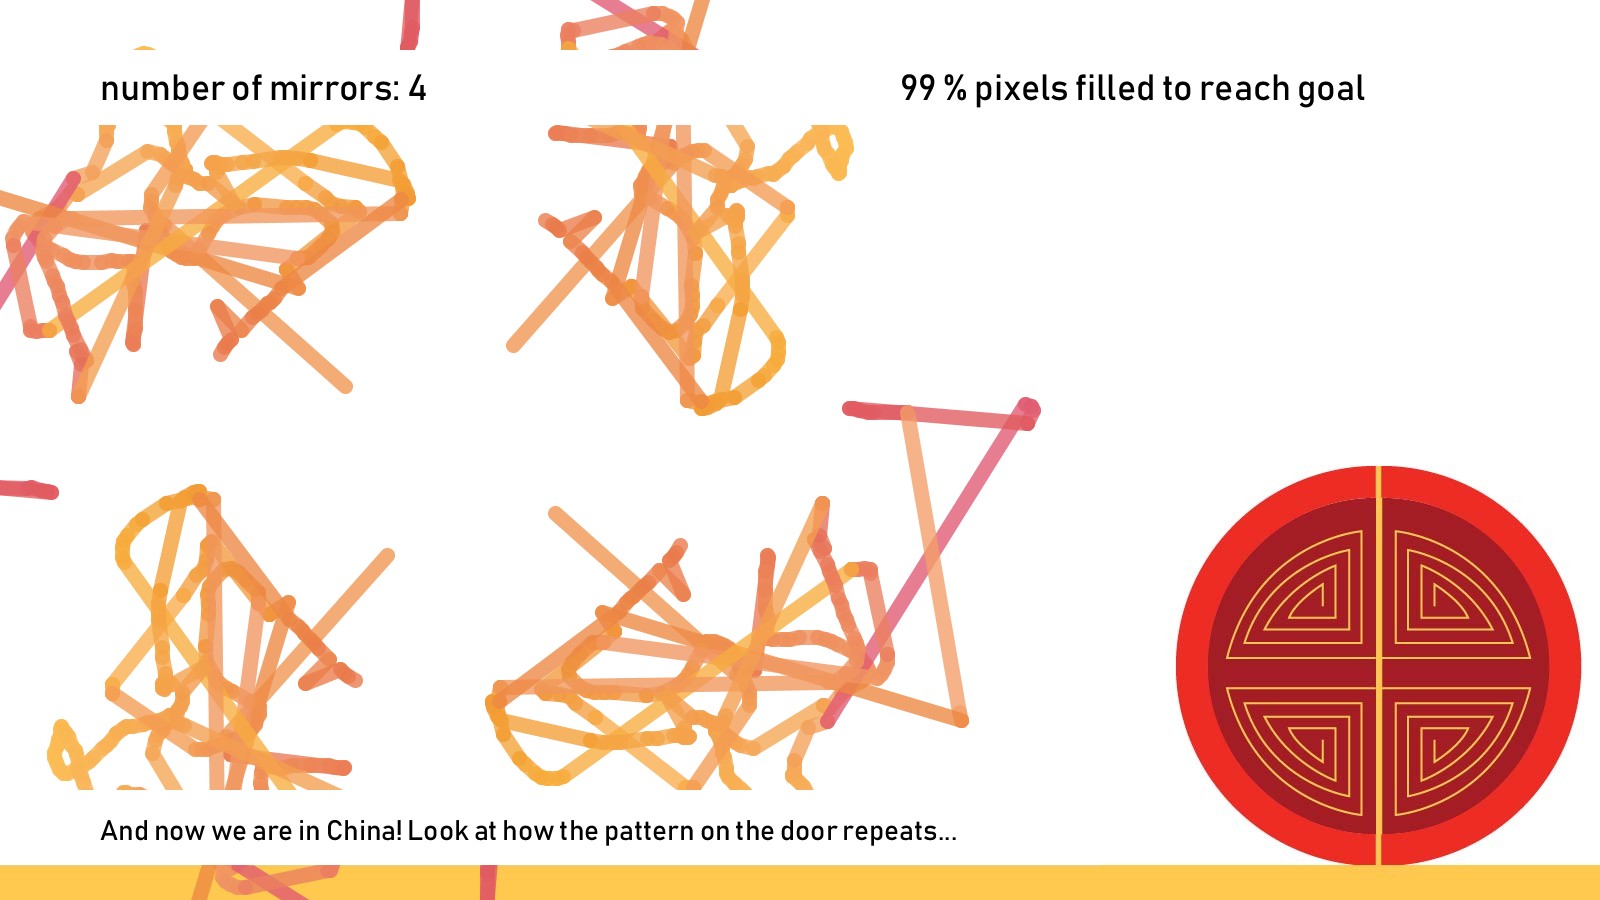 number of mirrors: 4
99 % pixels filled to reach goal
And now we are in China! Look at how the pattern on the door repeats...